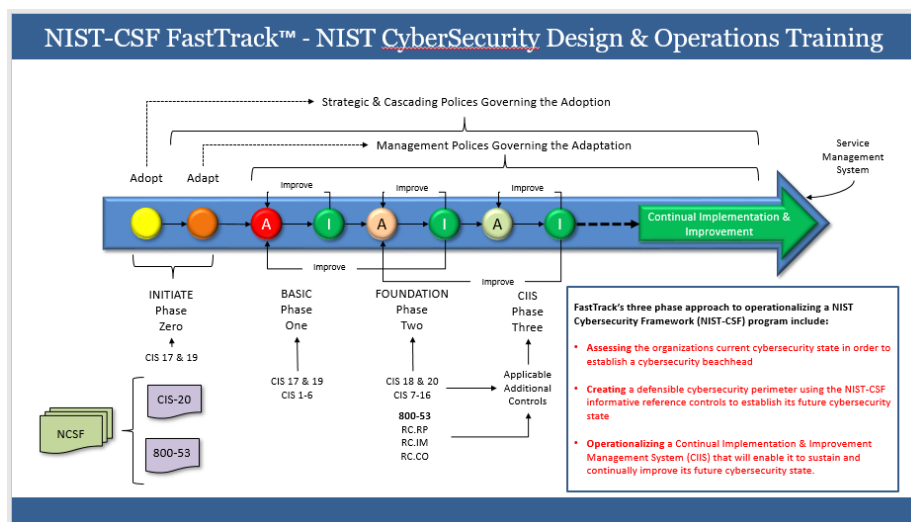 NIST-CSF FastTrack™ - NIST CyberSecurity Design & Operations Training
Strategic & Cascading Polices Governing the Adoption
Management Polices Governing the Adaptation
Service
Management
System
Adopt
Adapt
Improve
Improve
Improve
A
I
A
I
A
I
Continual Implementation &
Improvement
Improve
Improve
INITIATE
Phase
Zero
CIS 17 & 19
BASIC
Phase
One
CIS 17 & 19
CIS 1-6
FOUNDATION
Phase
Two
CIS 18 & 20
CIS 7-16
800-53
RC.RP
RC.IM
RC.CO
CIIS
Phase
Three
Applicable
Additional
Controls
NCSF
CIS-20
800-53
FastTrack's three phase approach to operationalizing a NIST
Cybersecurity Framework (NIST-CSF) program include:
• Assessing the organizations current cybersecurity state in order to
establish a cybersecurity beachhead
• Creating a defensible cybersecurity perimeter using the NIST-CSF
informative reference controls to establish its future cybersecurity
state
• Operationalizing a Continual Implementation & Improvement
Management System (CIIS) that will enable it to sustain and
continually improve its future cybersecurity state.